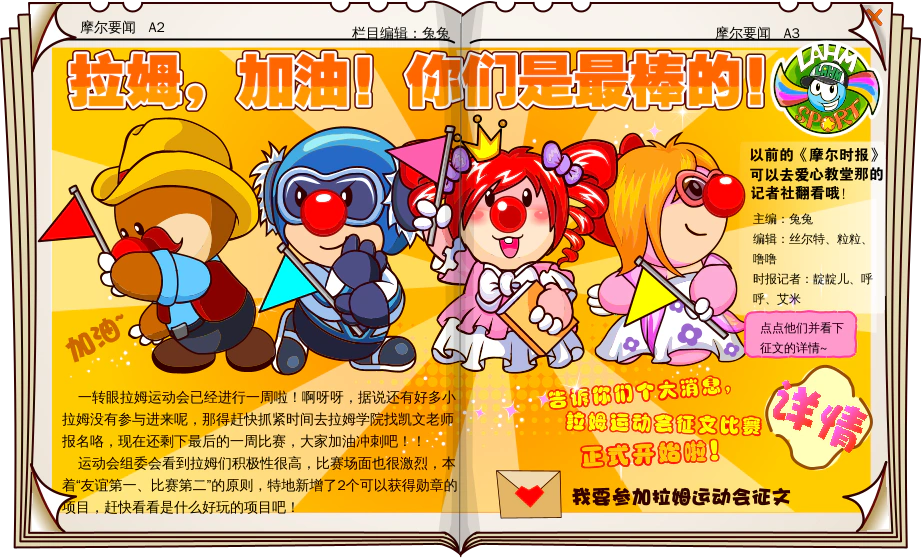 摩尔要闻 A2
栏目编辑：兔兔
摩尔要闻 A3
拉姆，加油！你们是最棒的！
LAHM
LAHM
SPORT
以前的《摩尔时报》
可以去爱心教堂那的
记者社翻看哦！
主编：兔兔
编辑：丝尔特、粒粒、
噜噜
时报记者：靛靛儿、呼
呼、艾米
点点他们并看下
征文的详情~
加油~
一转眼拉姆运动会已经进行一周啦！啊呀呀，据说还有好多小
拉姆没有参与进来呢，那得赶快抓紧时间去拉姆学院找凯文老师
报名咯，现在还剩下最后的一周比赛，大家加油冲刺吧！！
运动会组委会看到拉姆们积极性很高，比赛场面也很激烈，本
着“友谊第一、比赛第二”的原则，特地新增了2个可以获得勋章的
项目，赶快看看是什么好玩的项目吧！
告诉你们个大消息，
拉姆运动会征文比赛
正式开始啦！
详情
我要参加拉姆运动会征文